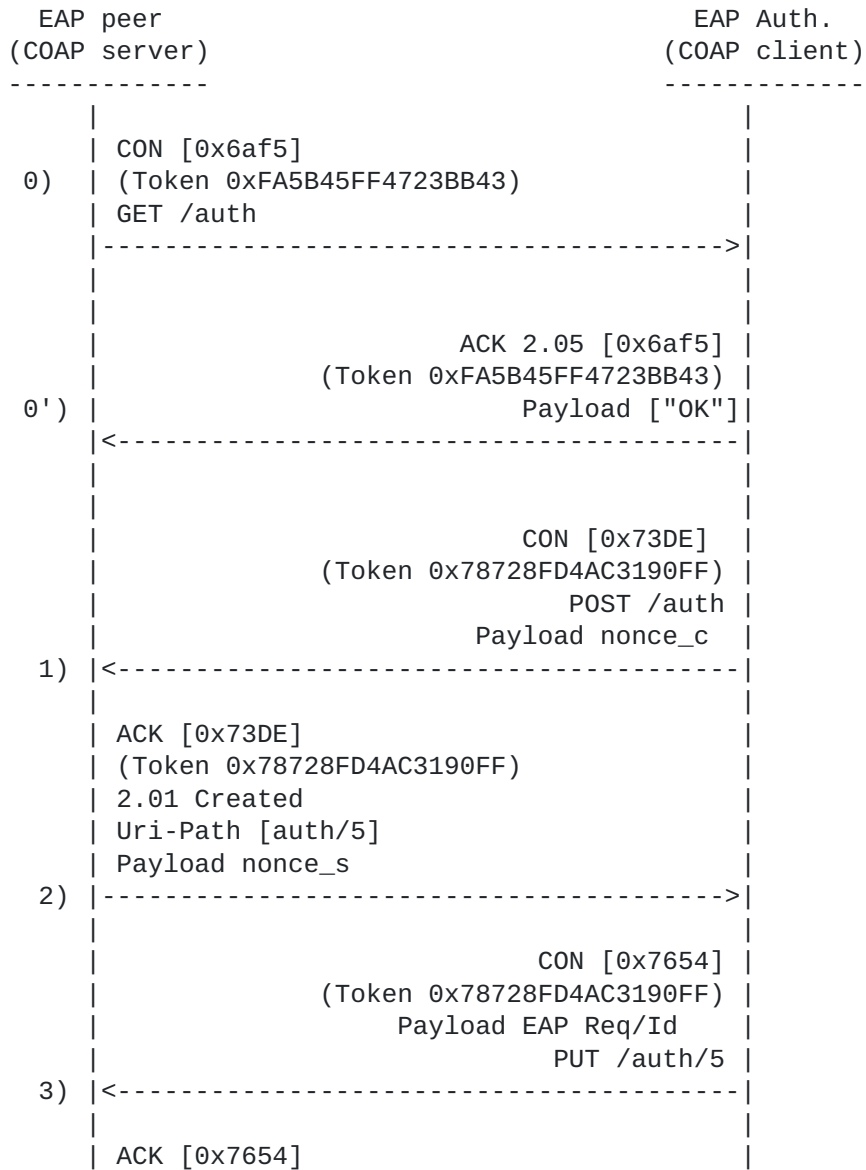 EAP peer                                  EAP Auth.
(COAP server)                             (COAP client)
-------------                             -------------
     |                                         |
     | CON [0x6af5]                            |
 0)  | (Token 0xFA5B45FF4723BB43)              |
     | GET /auth                               |
     |---------------------------------------->|
     |                                         |
     |                                         |
     |                       ACK 2.05 [0x6af5] |
     |              (Token 0xFA5B45FF4723BB43) |
 0') |                           Payload ["OK"]|
     |<----------------------------------------|
     |                                         |
     |                                         |
     |                           CON [0x73DE]  |
     |              (Token 0x78728FD4AC3190FF) |
     |                              POST /auth |
     |                        Payload nonce_c  |
  1) |<----------------------------------------|
     |                                         |
     | ACK [0x73DE]                            |
     | (Token 0x78728FD4AC3190FF)              |
     | 2.01 Created                            |
     | Uri-Path [auth/5]                       |
     | Payload nonce_s                         |
  2) |---------------------------------------->|
     |                                         |
     |                            CON [0x7654] |
     |              (Token 0x78728FD4AC3190FF) |
     |                   Payload EAP Req/Id    |
     |                             PUT /auth/5 |
  3) |<----------------------------------------|
     |                                         |
     | ACK [0x7654]                            |